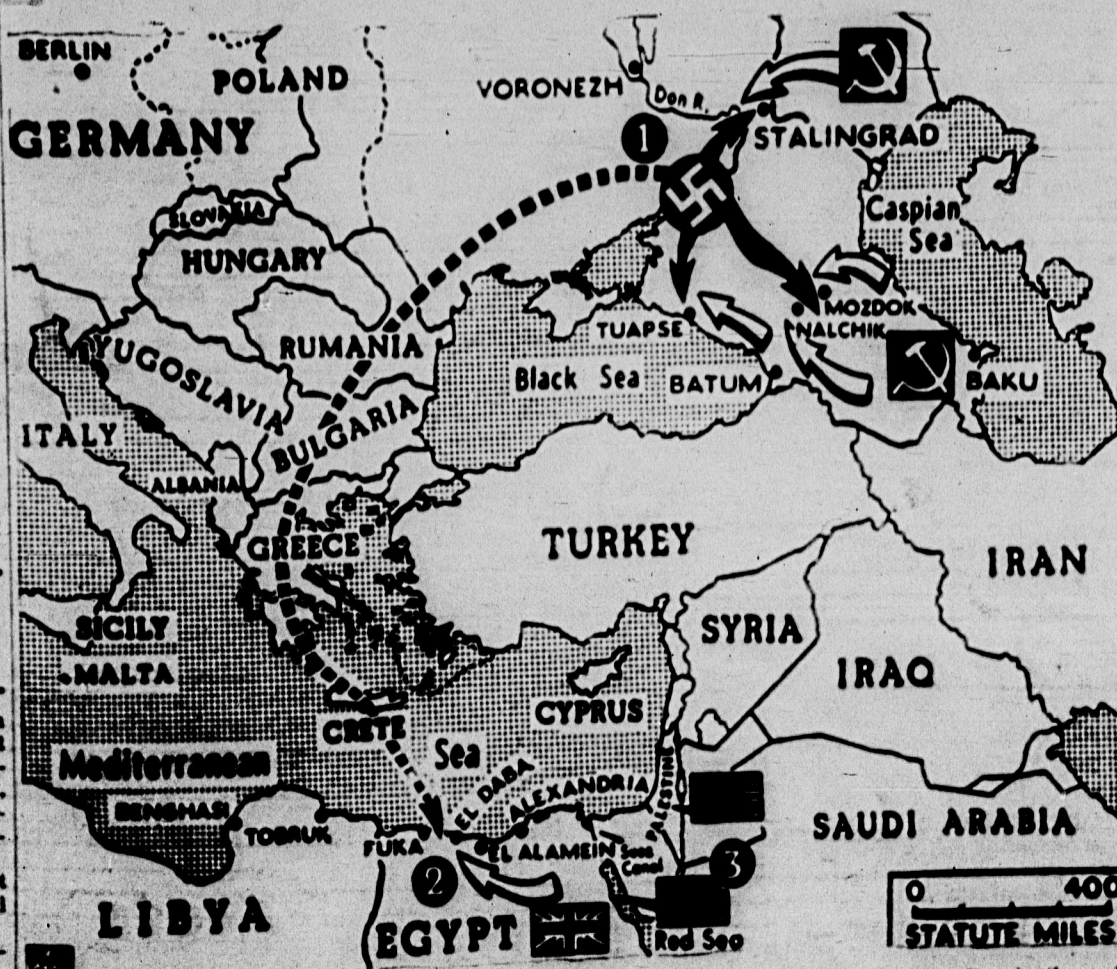 BERLIN
POLAND
VORONEZH
Don R.
GERMANY
1
STALINGRAD
SLOVAKIA
Caspian
Sea
HUNGARY
MOZDOK
NALCHIK
TUAPSE
RUMANIA
YUGOSLAVIA
Black Sea
BATUM
BAKU
ITALY
BULGARIA
ALBANIA
GREECE
TURKEY
IRAN
SICILY
SYRIA
MALTA
IRAQ
CRETE
CYPRUS
Mediterranean
Sea
EL DABA
ALEXANDRIA
PALESTINE
BENGHASI
TOBRUK
FUKA
EL ALAMEIN
Suez
Canal
SAUDI ARABIA
2
3
LIBYA
EGYPT
Red Sea
0 400
STATUTE MILES